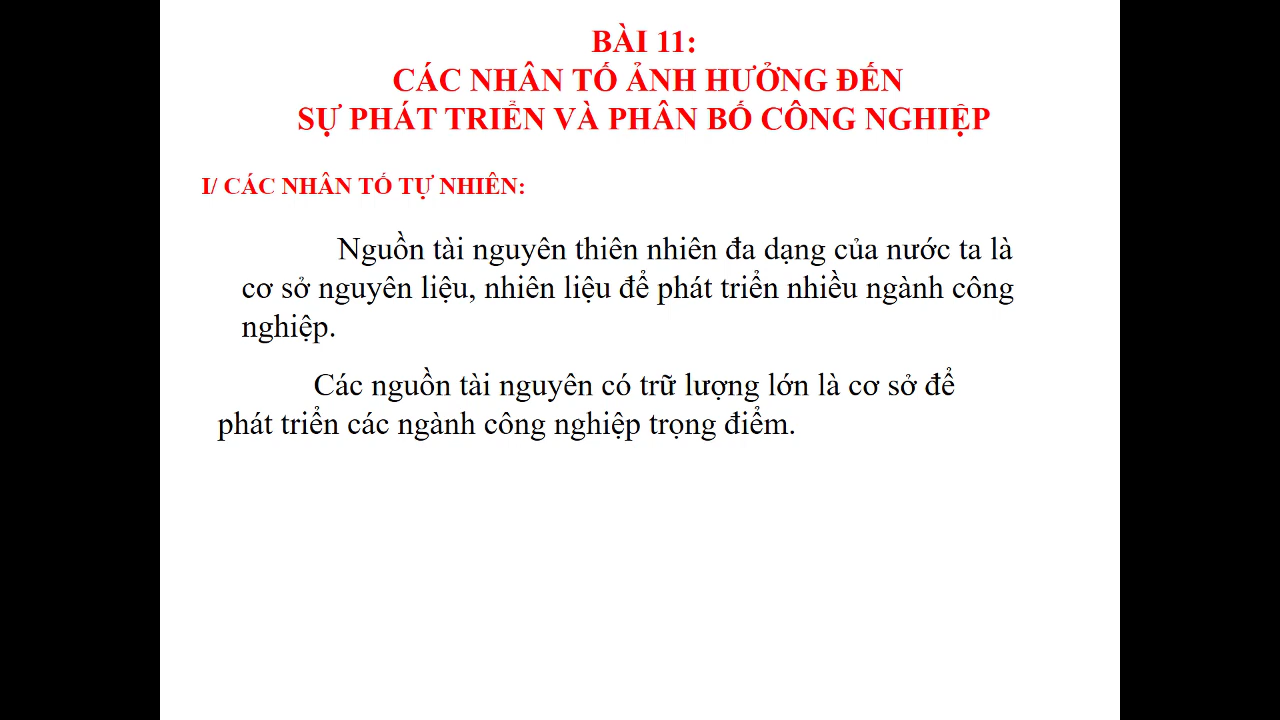 BÀI 11:
CÁC NHÂN TỐ ẢNH HƯỞNG ĐẾN
SỰ PHÁT TRIỂN VÀ PHÂN BỐ CÔNG NGHIỆP
I/ CÁC NHÂN TỐ TỰ NHIÊN:
Nguồn tài nguyên thiên nhiên đa dạng của nước ta là
cơ sở nguyên liệu, nhiên liệu để phát triển nhiều ngành công
nghiệp.
Các nguồn tài nguyên có trữ lượng lớn là cơ sở để
phát triển các ngành công nghiệp trọng điểm.